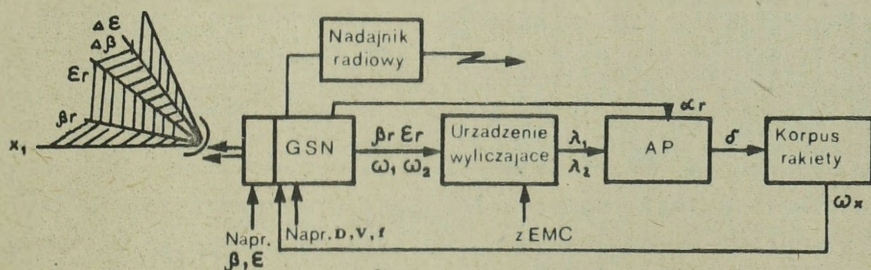 Δε
Δβ
εr
βr
x₁
Nadajnik
radiowy
GSN
βr εr
ω₁ ω₂
Urzadzenie
wyliczajace
λ₁
λ₂
αr
AP
δ
Korpus
rakiety
ωx
Napr.
β, ε
Napr. D, V, f
z EMC